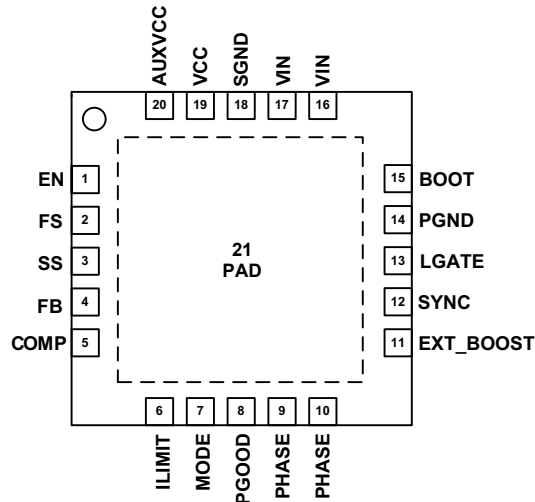 AUXVCC
VCC
SGND
VIN
VIN
20
19
18
17
16
EN
1
FS
2
SS
3
FB
4
COMP
5
21
PAD
15
BOOT
14
PGND
13
LGATE
12
SYNC
11
EXT_BOOST
6
7
8
9
10
ILIMIT
MODE
PGOOD
PHASE
PHASE